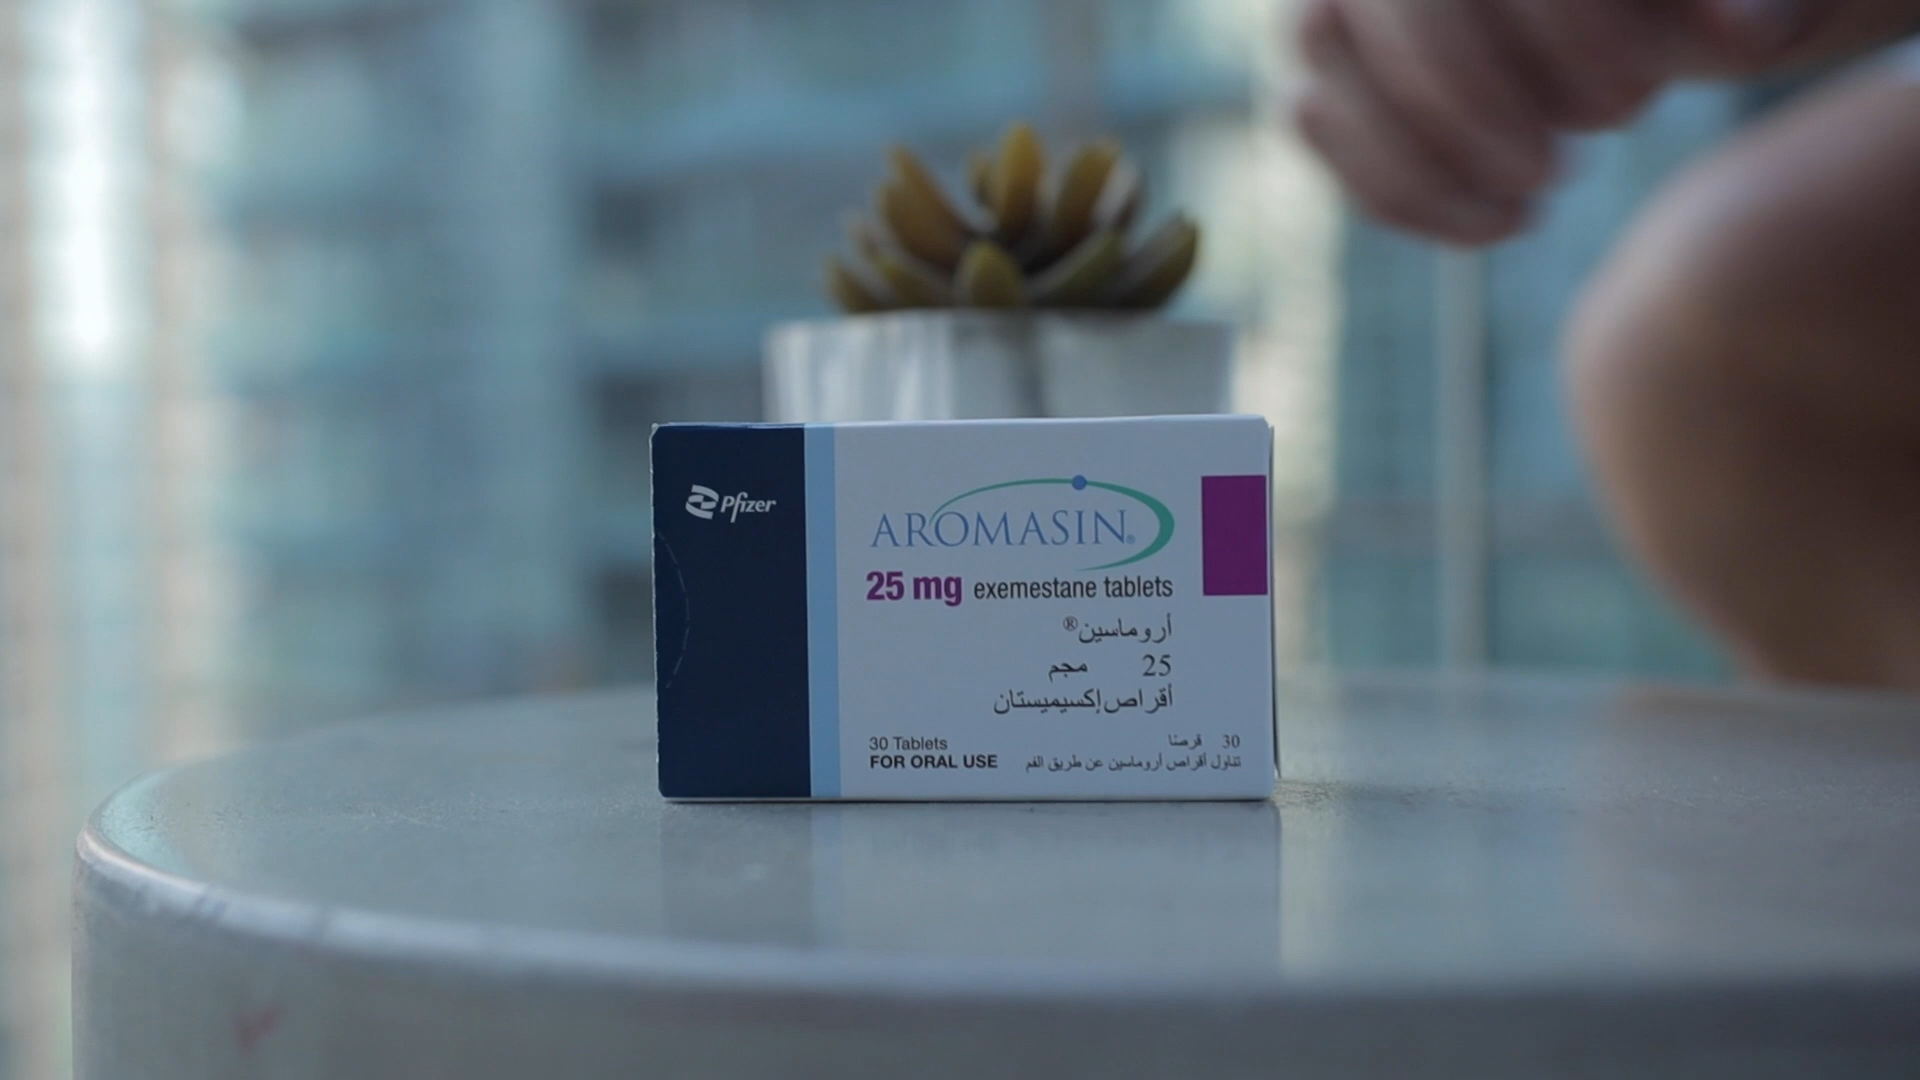 Pfizer
AROMASIN®
25 mg exemestane tablets
أروماسين®
25 مجم
أقراص إكسيميستان
30 Tablets
FOR ORAL USE
30 قرصًا
تناول أقراص أروماسين عن طريق الفم